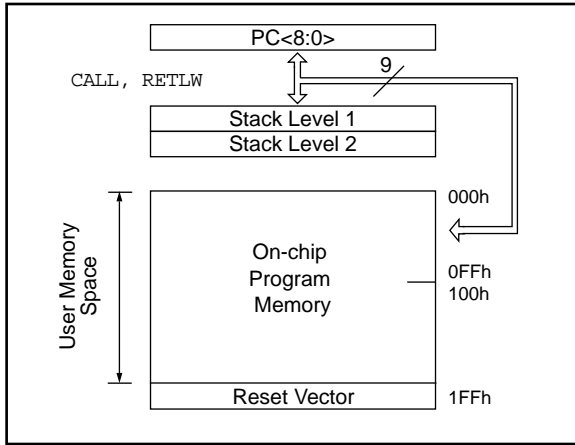 PC<8:0>
9
CALL, RETLW
Stack Level 1
Stack Level 2
000h
On-chip
Program
Memory
0FFh
100h
User Memory
Space
Reset Vector
1FFh